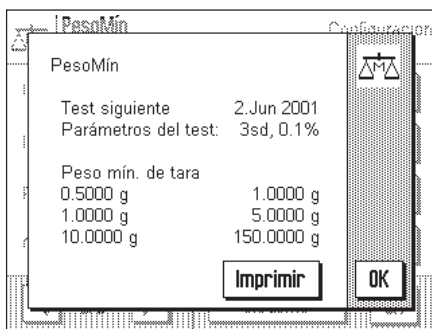 PesoMín
Configuracion
PesoMín
Test siguiente 2.Jun 2001
Parámetros del test: 3sd, 0.1%
Peso mín. de tara
0.5000 g 1.0000 g
1.0000 g 5.0000 g
10.0000 g 150.0000 g
Imprimir
OK